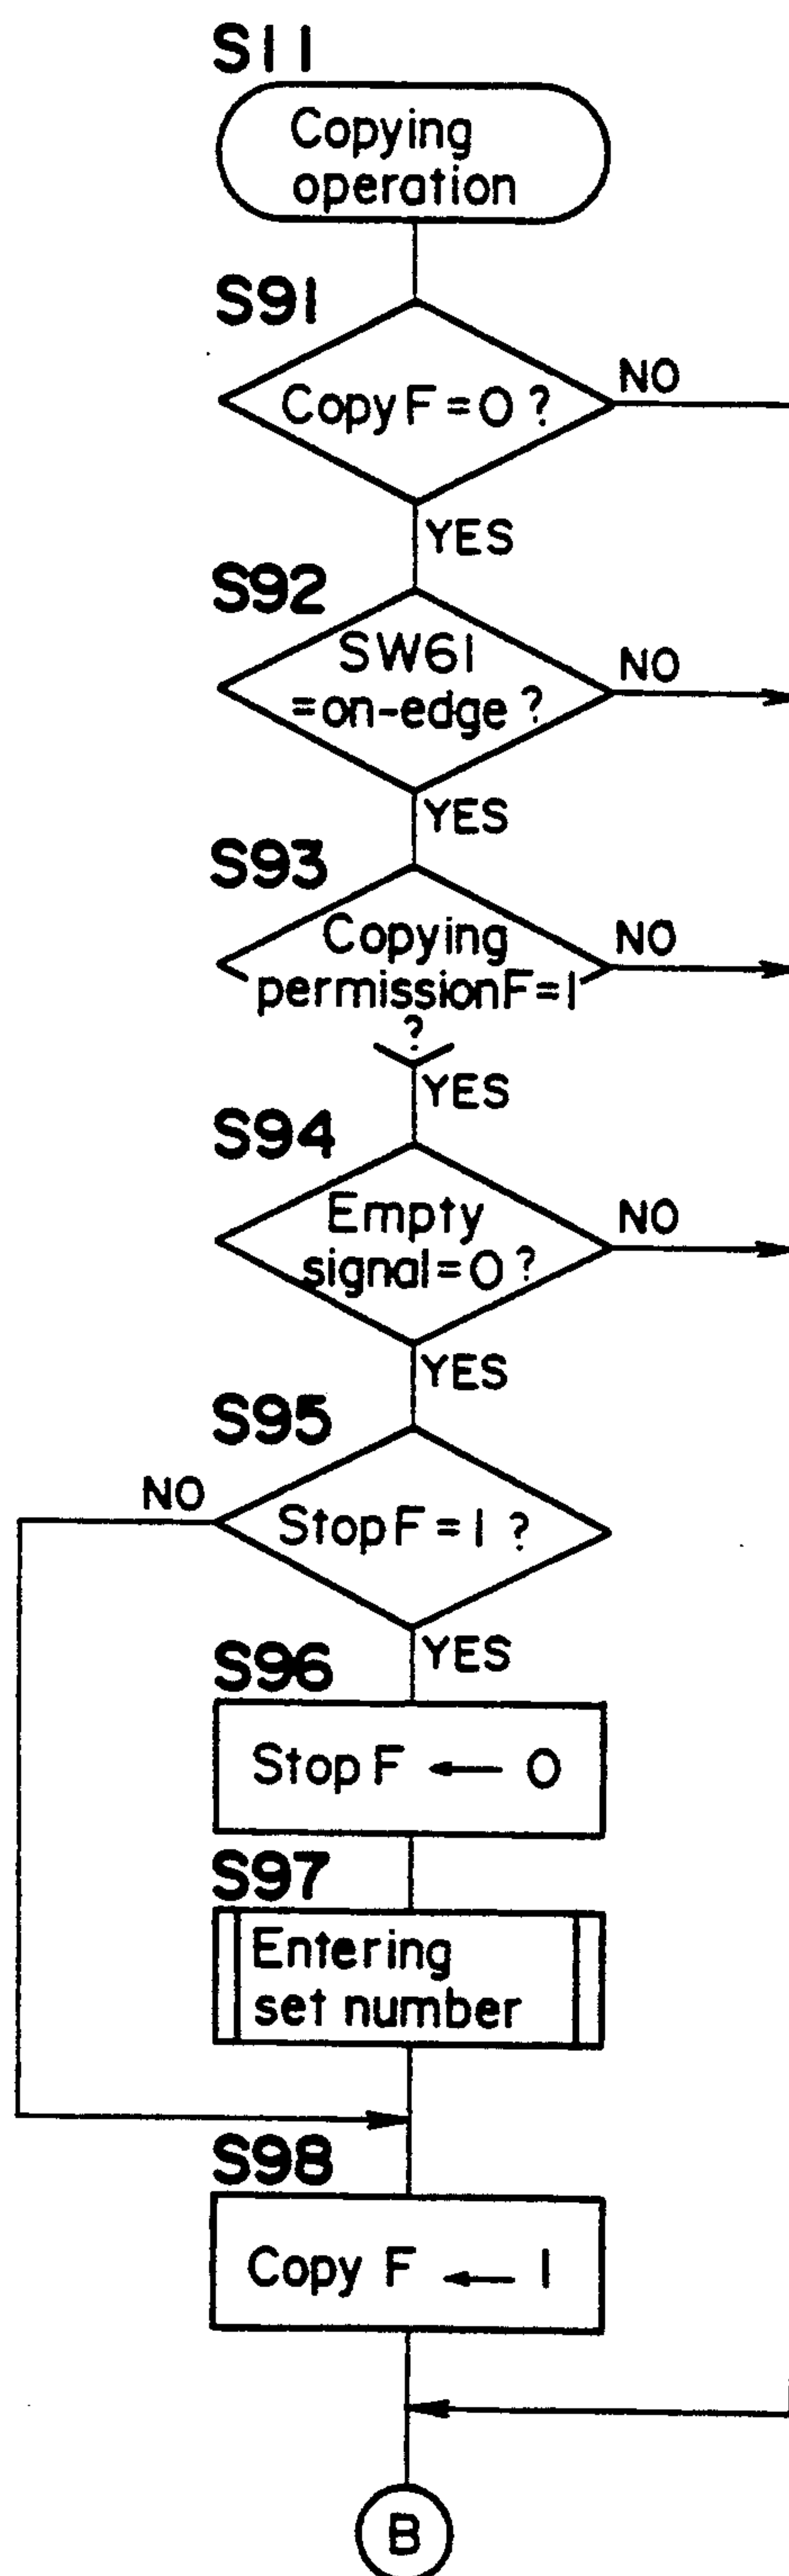 S11
Copying
operation
S91
Copy F = 0 ?
NO
YES
S92
SW61
=on-edge ?
NO
YES
S93
Copying
permissionF=1
?
NO
YES
S94
Empty
signal=0 ?
NO
YES
S95
NO
Stop F = 1 ?
YES
S96
Stop F ← 0
S97
Entering
set number
S98
Copy F ← 1
B